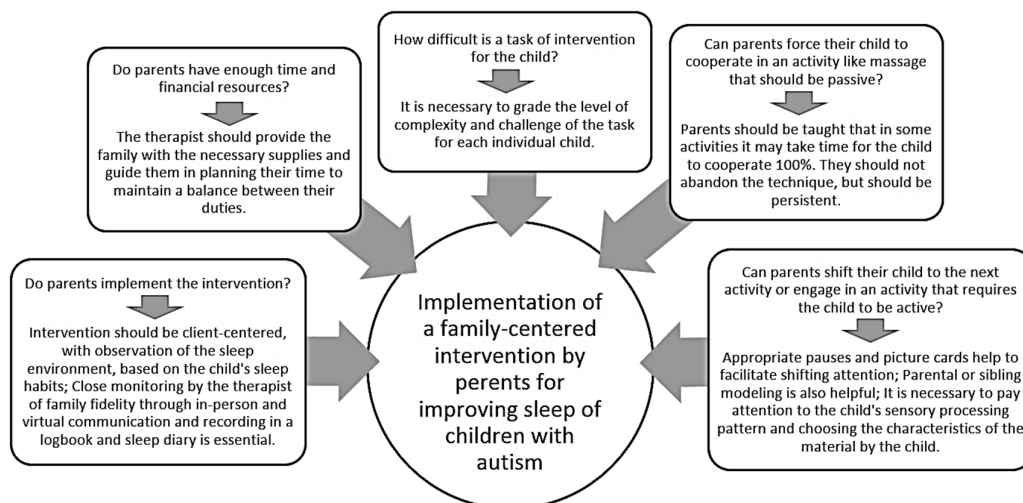 Do parents implement the intervention?
Intervention should be client-centered,
with observation of the sleep
environment, based on the child's sleep
habits; Close monitoring by the therapist
of family fidelity through in-person and
virtual communication and recording in a
logbook and sleep diary is essential.
Do parents have enough time and
financial resources?
The therapist should provide the
family with the necessary supplies and
guide them in planning their time to
maintain a balance between their
duties.
How difficult is a task of intervention
for the child?
It is necessary to grade the level of
complexity and challenge of the task
for each individual child.
Can parents force their child to
cooperate in an activity like massage
that should be passive?
Parents should be taught that in some
activities it may take time for the child
to cooperate 100%. They should not
abandon the technique, but should be
persistent.
Can parents shift their child to the next
activity or engage in an activity that requires
the child to be active?
Appropriate pauses and picture cards help to
facilitate shifting attention; Parental or sibling
modeling is also helpful; It is necessary to pay
attention to the child's sensory processing
pattern and choosing the characteristics of the
material by the child.
Implementation of
a family-centered
intervention by
perents for
improving sleep of
children with
autism